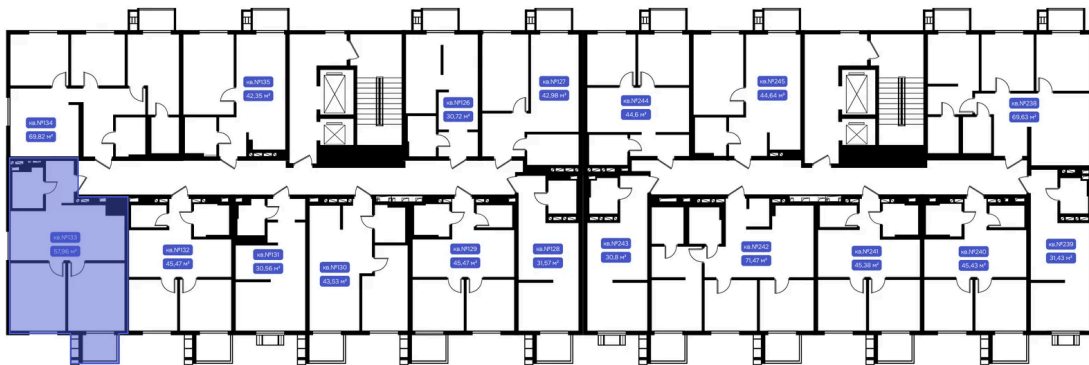 кв.№135
42,35 м²
кв.№126
30,72 м²
кв.№127
42,98 м²
кв.№244
44,6 м²
кв.№245
44,64 м²
кв.№238
69,63 м²
кв.№134
69,82 м²
кв.№133
57,96 м²
кв.№132
45,47 м²
кв.№131
30,56 м²
кв.№130
43,53 м²
кв.№129
45,47 м²
кв.№128
31,57 м²
кв.№243
30,8 м²
кв.№242
71,47 м²
кв.№241
45,38 м²
кв.№240
45,43 м²
кв.№239
31,43 м²